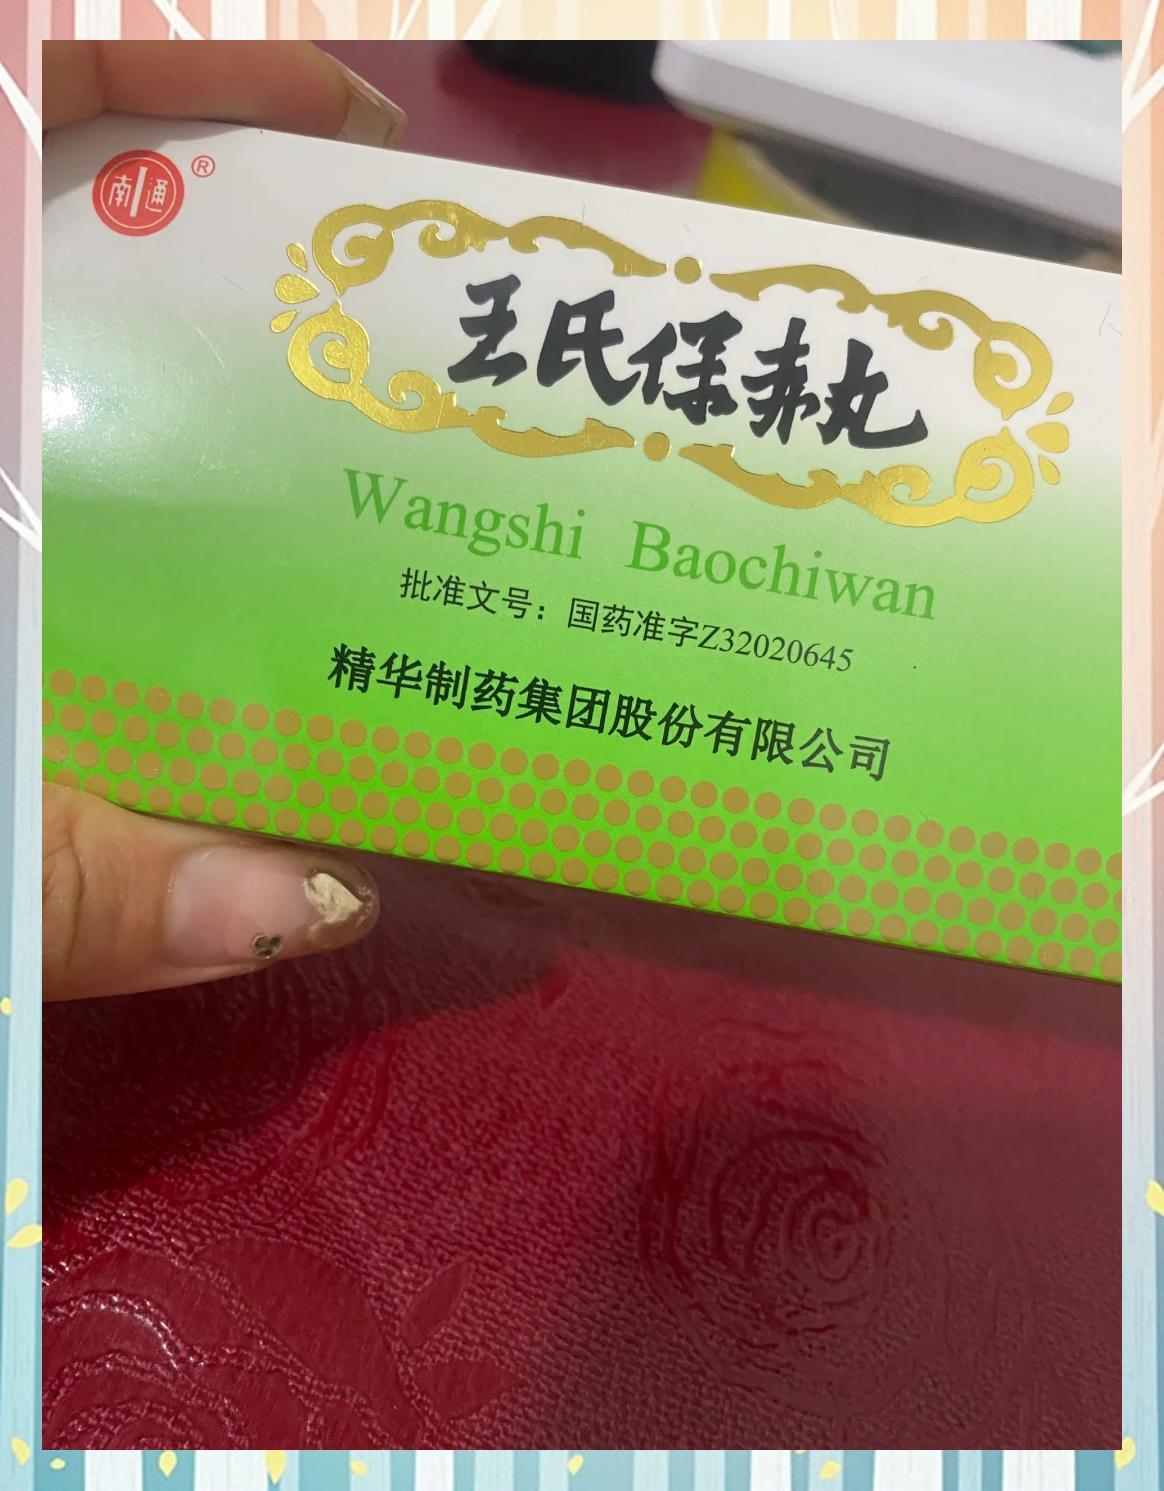 南通
®
王氏保赤丸
Wangshi Baochiwan
批准文号：国药准字Z32020645
精华制药集团股份有限公司